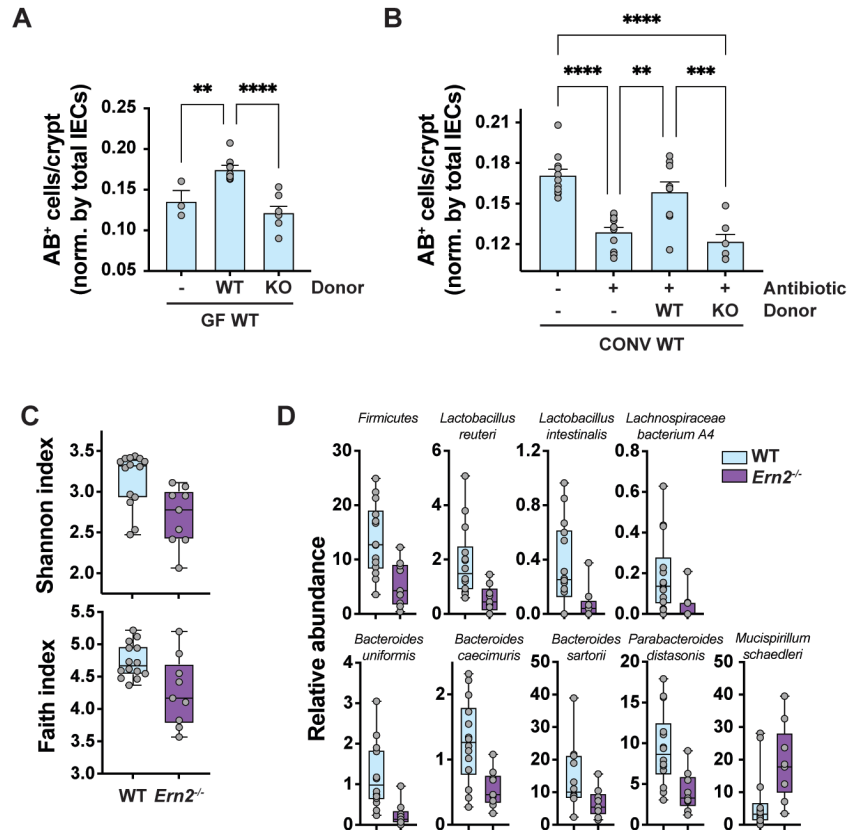 A
AB⁺ cells/crypt
(norm. by total IECs)
0.25
0.20
0.15
0.10
0.05
** ****
- WT KO Donor
GF WT
B
AB⁺ cells/crypt
(norm. by total IECs)
0.21
0.18
0.15
0.12
****
**** ** ***
- + + + Antibiotic
- - WT KO Donor
CONV WT
C
Shannon index
3.5
3.0
2.5
2.0
Faith index
5.5
5.0
4.5
4.0
3.5
3.0
WT Ern2⁻/⁻
D
Relative abundance
Firmicutes
30
20
10
0
Lactobacillus
reuteri
6
4
2
0
Lactobacillus
intestinalis
1.2
0.8
0.4
0
Lachnospiraceae
bacterium A4
0.8
0.6
0.4
0.2
0
WT
Ern2⁻/⁻
Bacteroides
uniformis
4
3
2
1
0
Bacteroides
caecimuris
2
1
0
Bacteroides
sartorii
50
40
30
20
10
0
Parabacteroides
distasonis
20
15
10
5
0
Mucispirillum
schaedleri
50
40
30
20
10
0